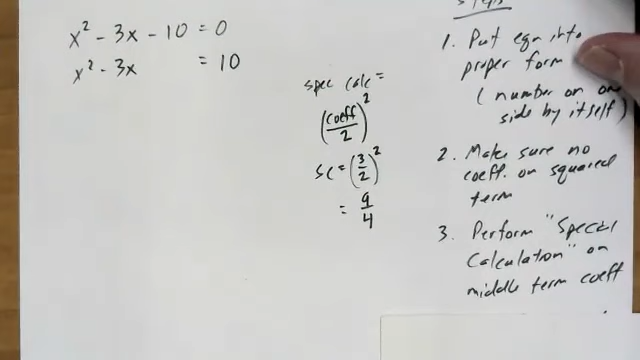 x² - 3x - 10 = 0
x² - 3x = 10
spec calc =
(coeff/2)²
sc = (3/2)²
= 9/4
steps
1. Put eqn into
proper form
(number on one
side by itself)
2. Make sure no
coeff. on squared
term
3. Perform "Special
Calculation" on
middle term coeff